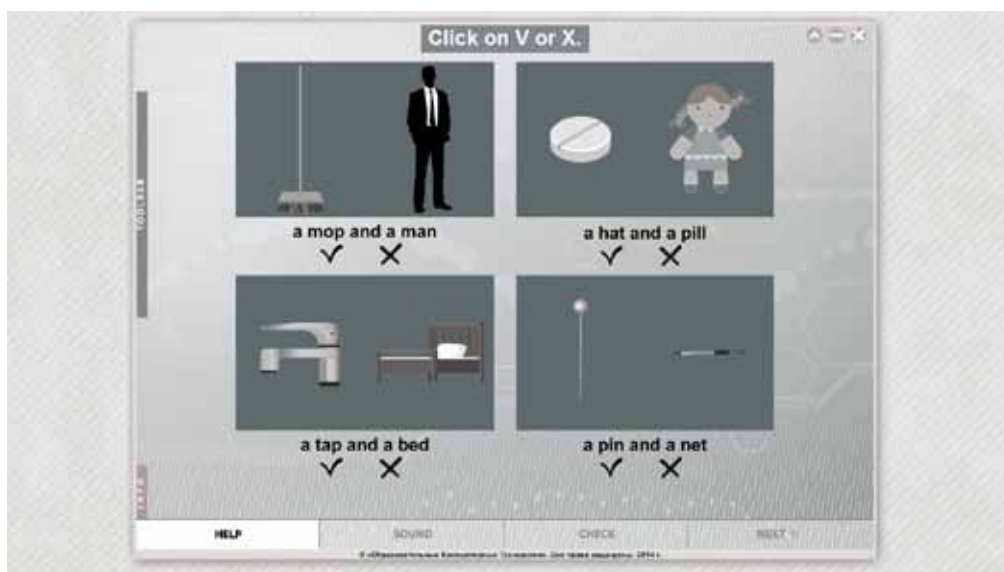 Click on V or X.
TOOLBAR
a mop and a man
a hat and a pill
a tap and a bed
a pin and a net
HELP
SOUND
CHECK
NEXT